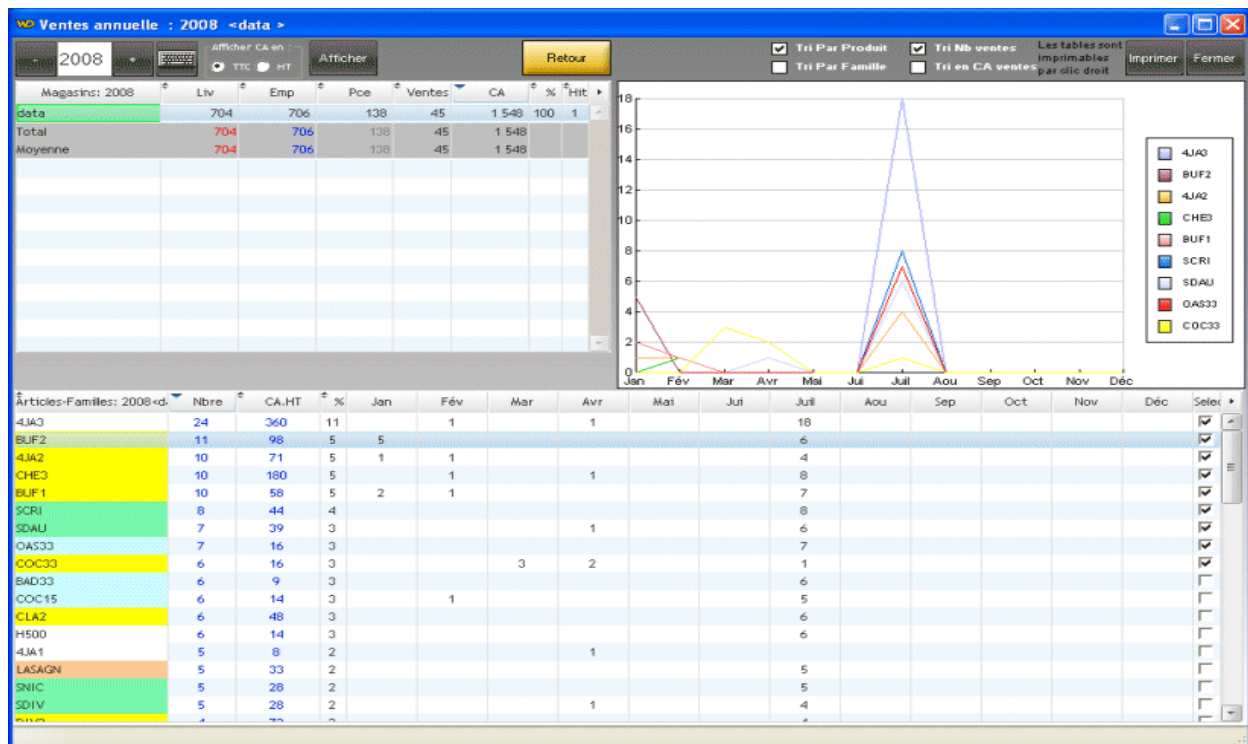 Ventes annuelle : 2008 <data >
- 2008 + Afficher CA en : TTC HT Afficher Retour
Tri Par Produit Tri Nb ventes Les tables sont imprimables par clic droit
Tri Par Famille Tri en CA ventes
Imprimer Fermer
Magasins: 2008 Liv Emp Pce Ventes CA % Hit
data 704 706 138 45 1 548 100 1
Total 704 706 138 45 1 548
Moyenne 704 706 138 45 1 548
18
16
14
12
10
8
6
4
2
0
Jan Fév Mar Avr Mai Jui Juil Aou Sep Oct Nov Déc
4JA3
BUF2
4JA2
CHE3
BUF1
SCRI
SDAU
OAS33
COC33
Articles-Familles: 2008<d Nbre CA.HT % Jan Fév Mar Avr Mai Jui Juil Aou Sep Oct Nov Déc Selec
4JA3 24 360 11 1 1 18
BUF2 11 98 5 5 6
4JA2 10 71 5 1 1 4
CHE3 10 180 5 1 1 8
BUF1 10 58 5 2 1 7
SCRI 8 44 4 8
SDAU 7 39 3 1 6
OAS33 7 16 3 7
COC33 6 16 3 3 2 1
BAD33 6 9 3 6
COC15 6 14 3 1 5
CLA2 6 48 3 6
H500 6 14 3 6
4JA1 5 8 2 1
LASAGN 5 33 2 5
SNIC 5 28 2 5
SDIV 5 28 2 1 4